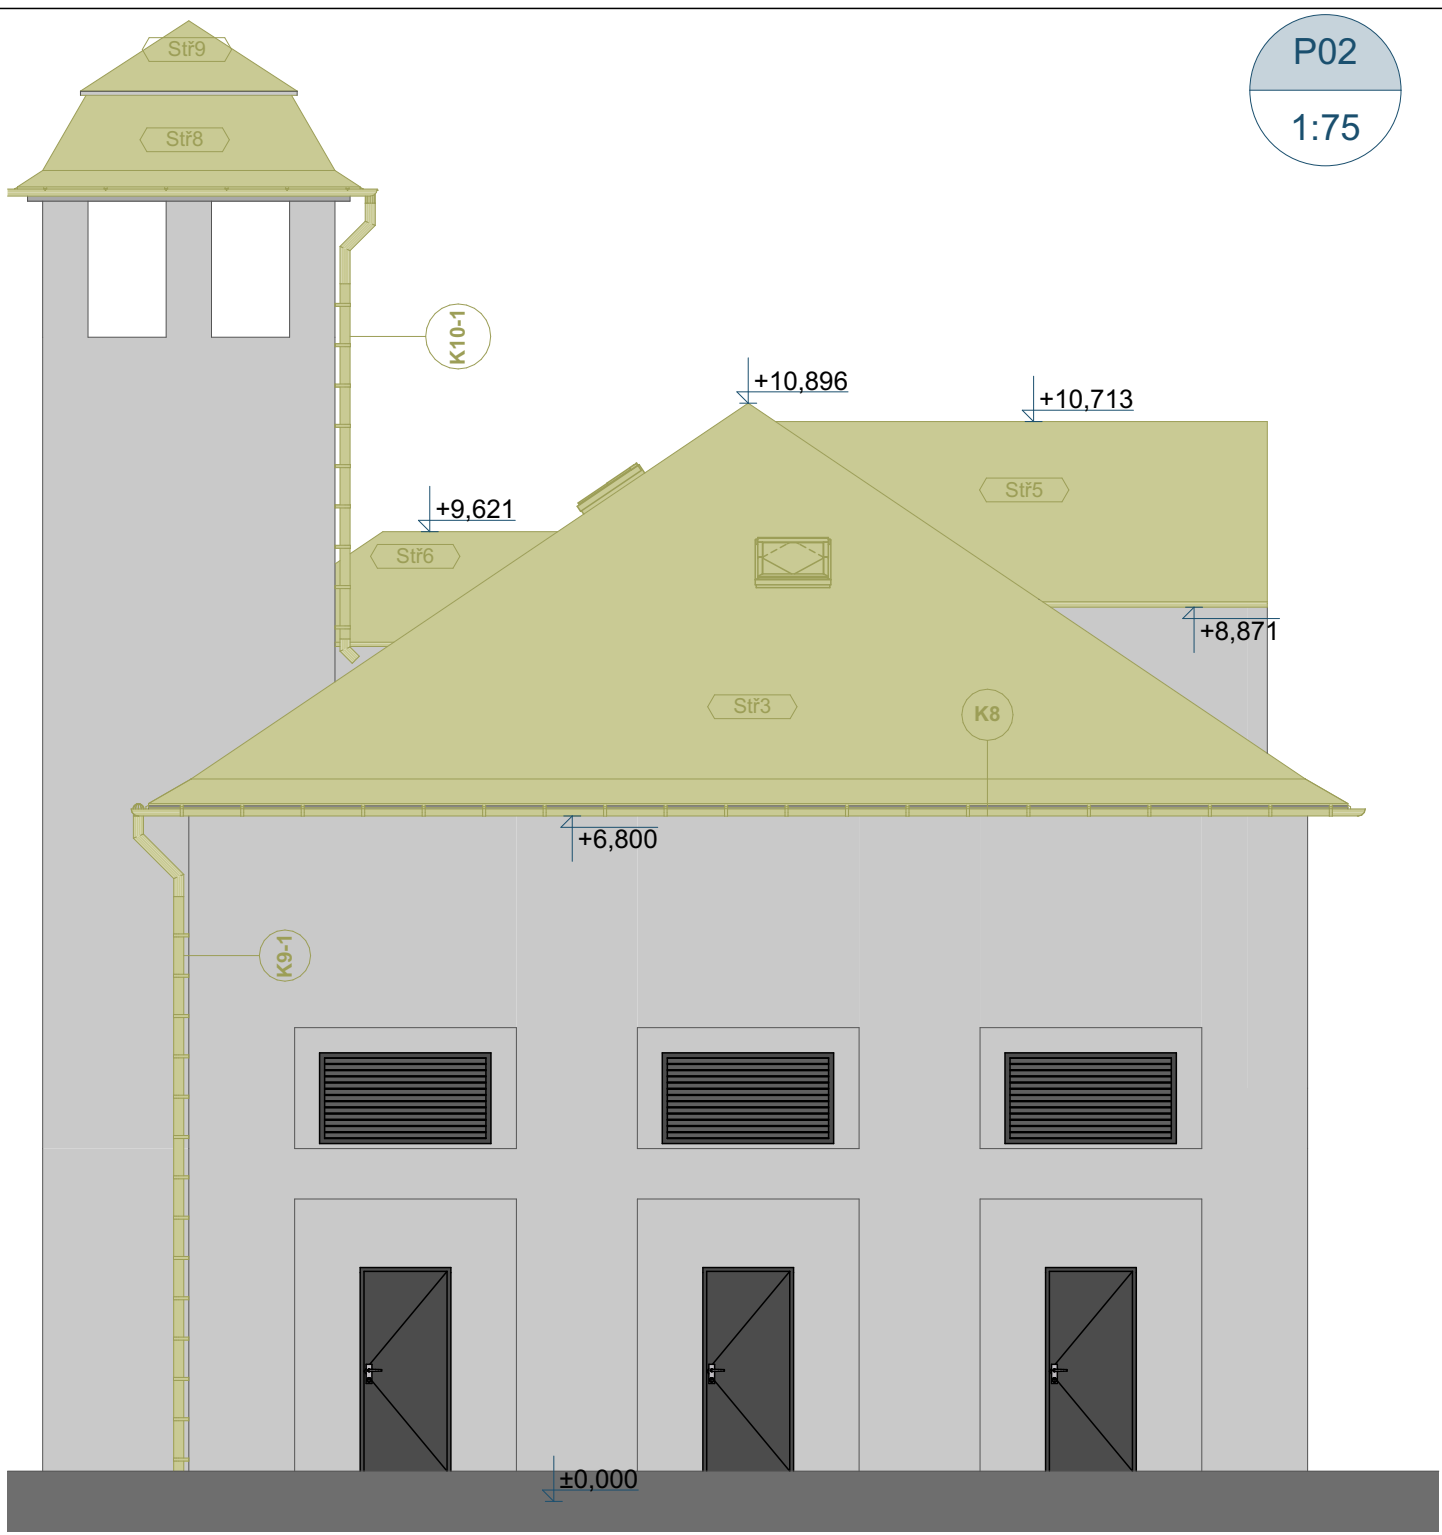 Stř9
P02
1:75
Stř8
K10-1
+10,896
+10,713
Stř5
+9,621
Stř6
+8,871
Stř3
K8
+6,800
K9-1
±0,000